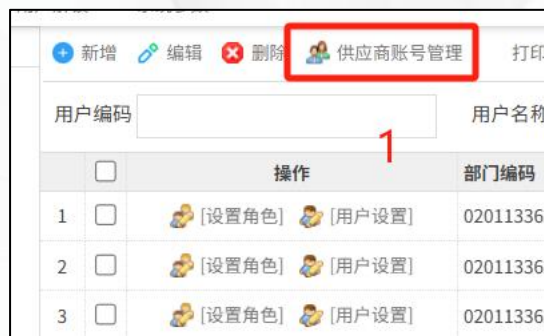 新增 编辑 删除 供应商账号管理 打印
用户编码 用户名称
1
操作 部门编码
1 [设置角色] [用户设置] 02011336
2 [设置角色] [用户设置] 02011336
3 [设置角色] [用户设置] 02011336